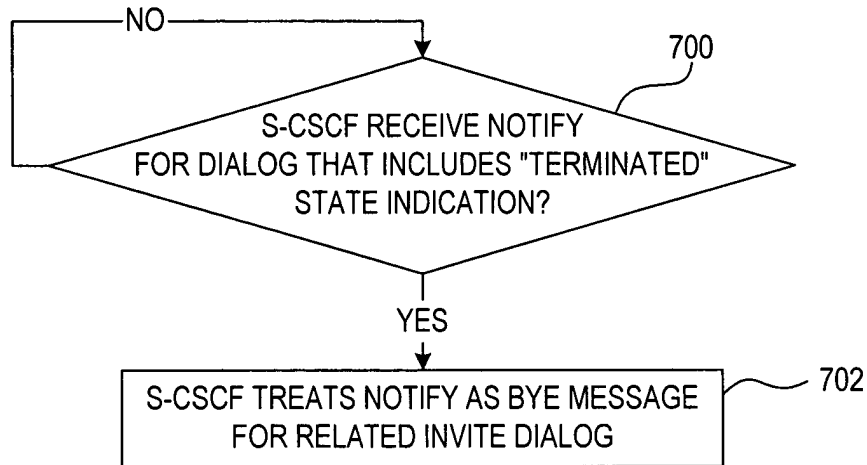 NO
700
S-CSCF RECEIVE NOTIFY
FOR DIALOG THAT INCLUDES "TERMINATED"
STATE INDICATION?
YES
S-CSCF TREATS NOTIFY AS BYE MESSAGE
FOR RELATED INVITE DIALOG
702